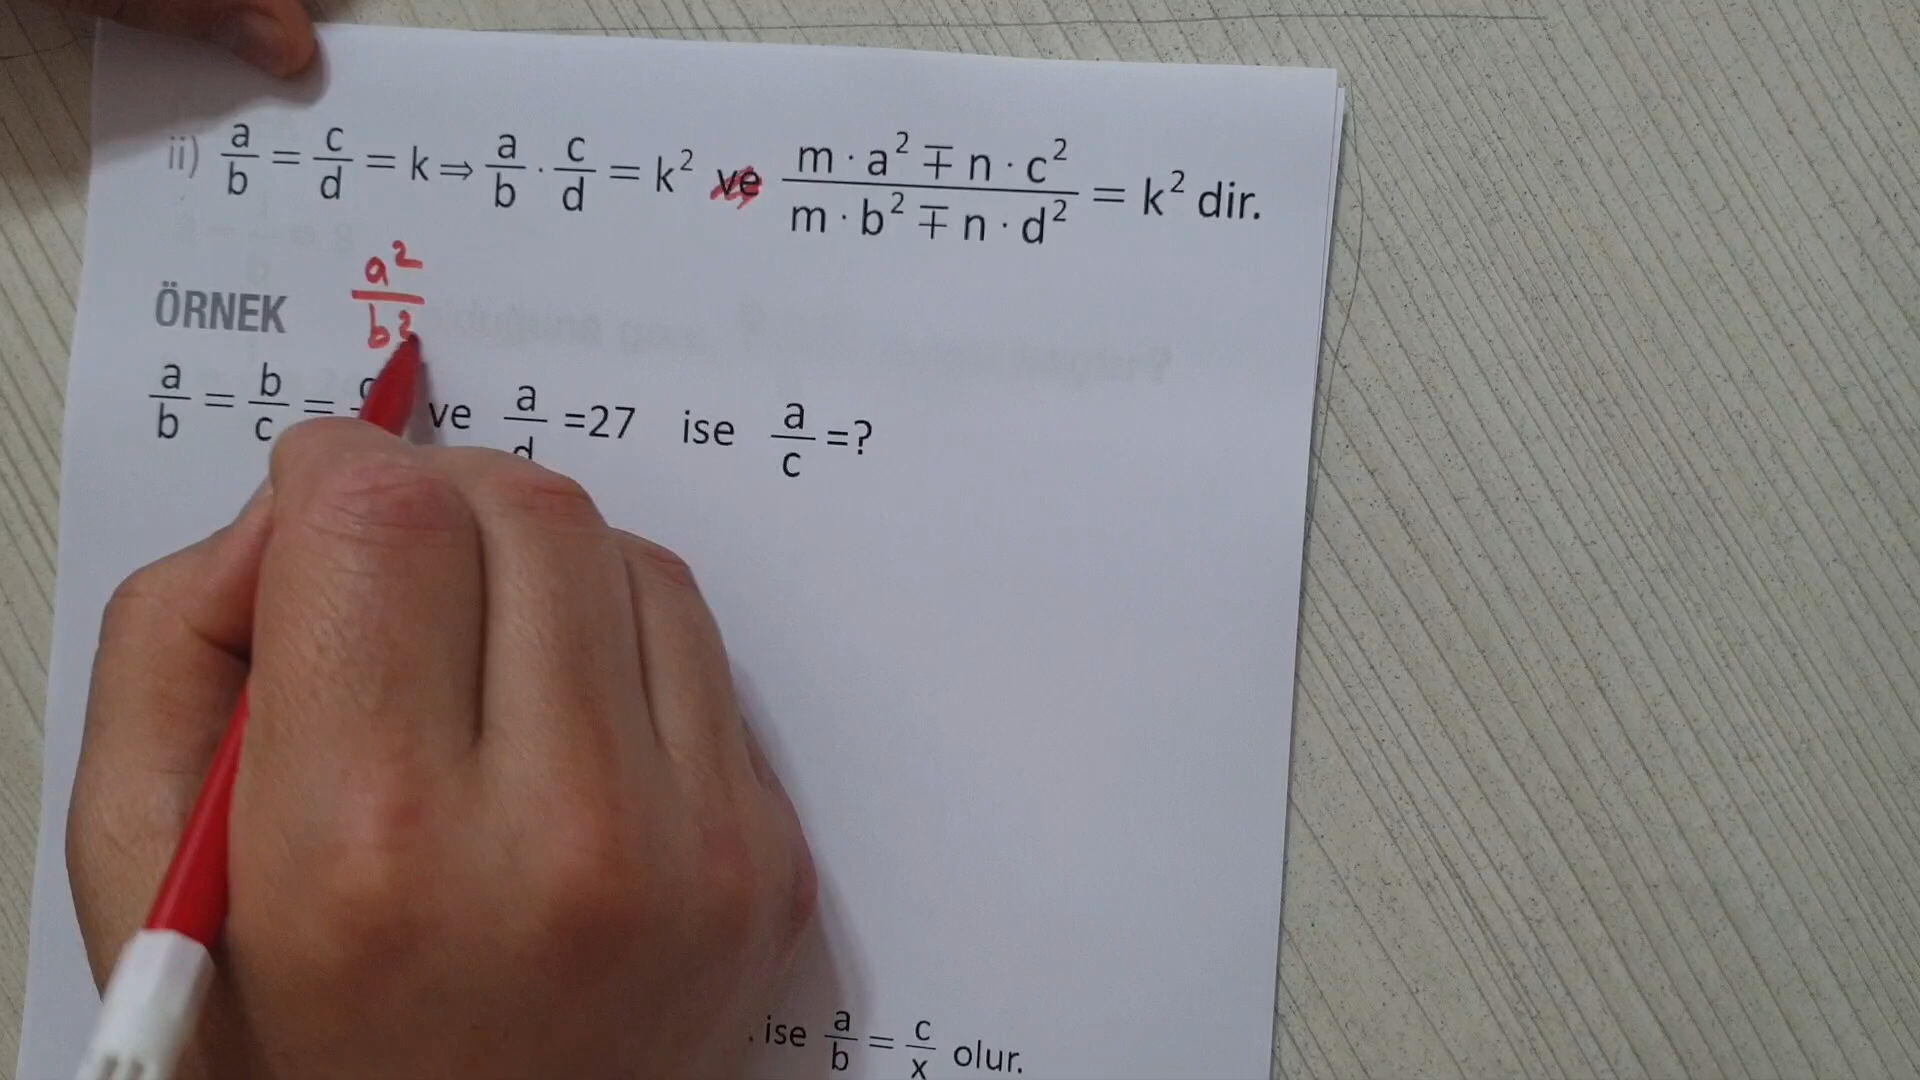 ii) a/b = c/d = k ⇒ a/b · c/d = k² ve (m · a² ∓ n · c²)/(m · b² ∓ n · d²) = k² dir.
a²/b²
ÖRNEK
a/b = b/c = c ve a/d =27 ise a/c =?
. ise a/b = c/x olur.